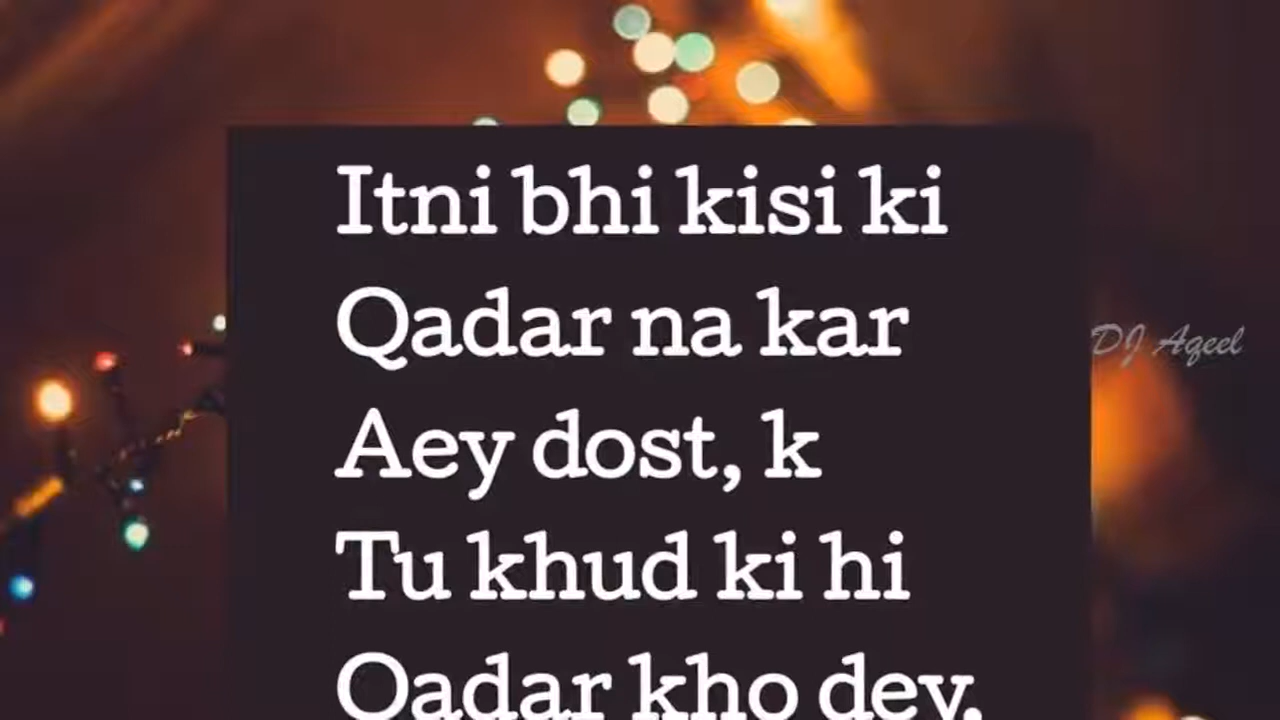 Itni bhi kisi ki
Qadar na kar
DJ Aqeel
Aey dost, k
Tu khud ki hi
Qadar kho dey.